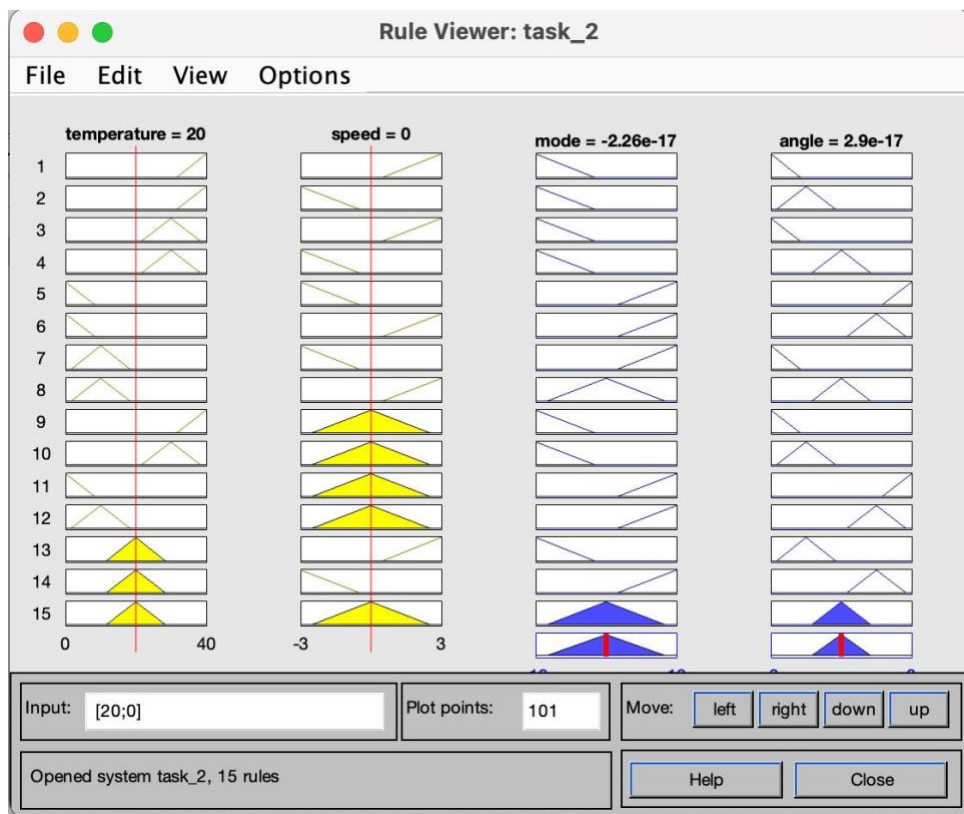 Rule Viewer: task_2
File Edit View Options
temperature = 20 speed = 0 mode = -2.26e-17 angle = 2.9e-17
1
2
3
4
5
6
7
8
9
10
11
12
13
14
15
0 40 -3 3
Input: [20;0] Plot points: 101 Move: left right down up
Opened system task_2, 15 rules Help Close